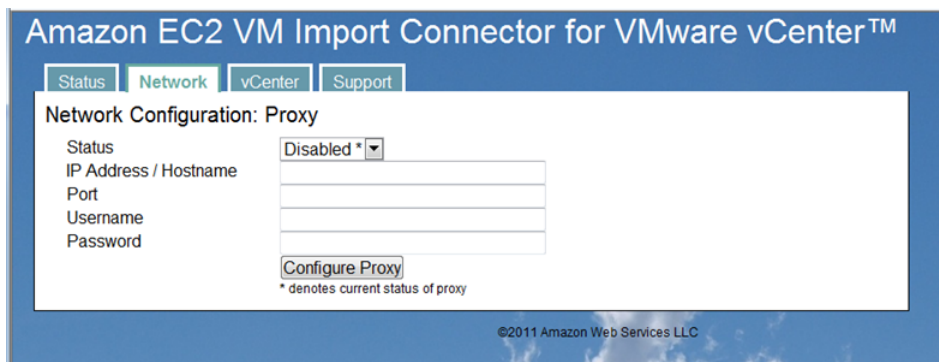 Amazon EC2 VM Import Connector for VMware vCenter™
Status Network vCenter Support
Network Configuration: Proxy
Status Disabled *
IP Address / Hostname
Port
Username
Password
Configure Proxy
* denotes current status of proxy
©2011 Amazon Web Services LLC